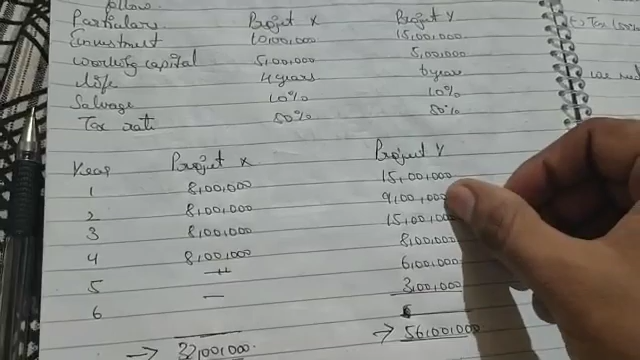 follow.
Particulars Project X Project Y
Investment 10,00,000 15,00,000
working capital 5,00,000 5,00,000
life 4 years 6 years
Salvage 10% 10%
Tax rate 50% 50%
Year Project X Project Y
1 8,00,000 15,00,000
2 8,00,000 9,00,000
3 8,00,000 15,00,000
4 8,00,000 8,00,000
5 — 6,00,000
6 — 3,00,000
→ 32,00,000. → 56,00,000